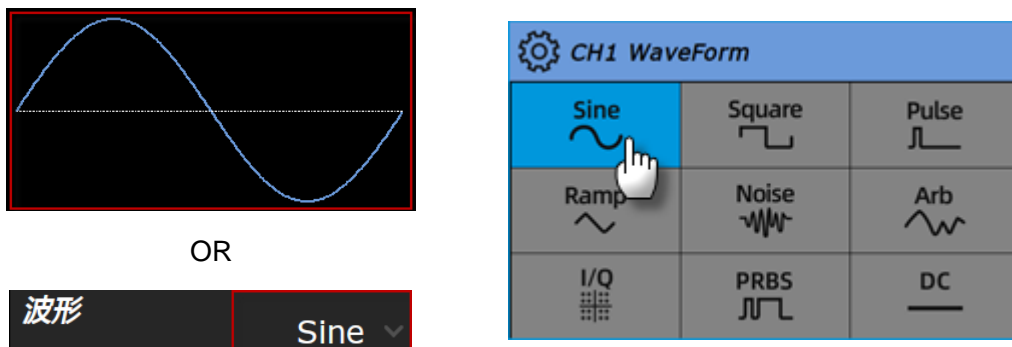 OR
波形
Sine
CH1 WaveForm
Sine Square Pulse
Ramp Noise Arb
I/Q PRBS DC